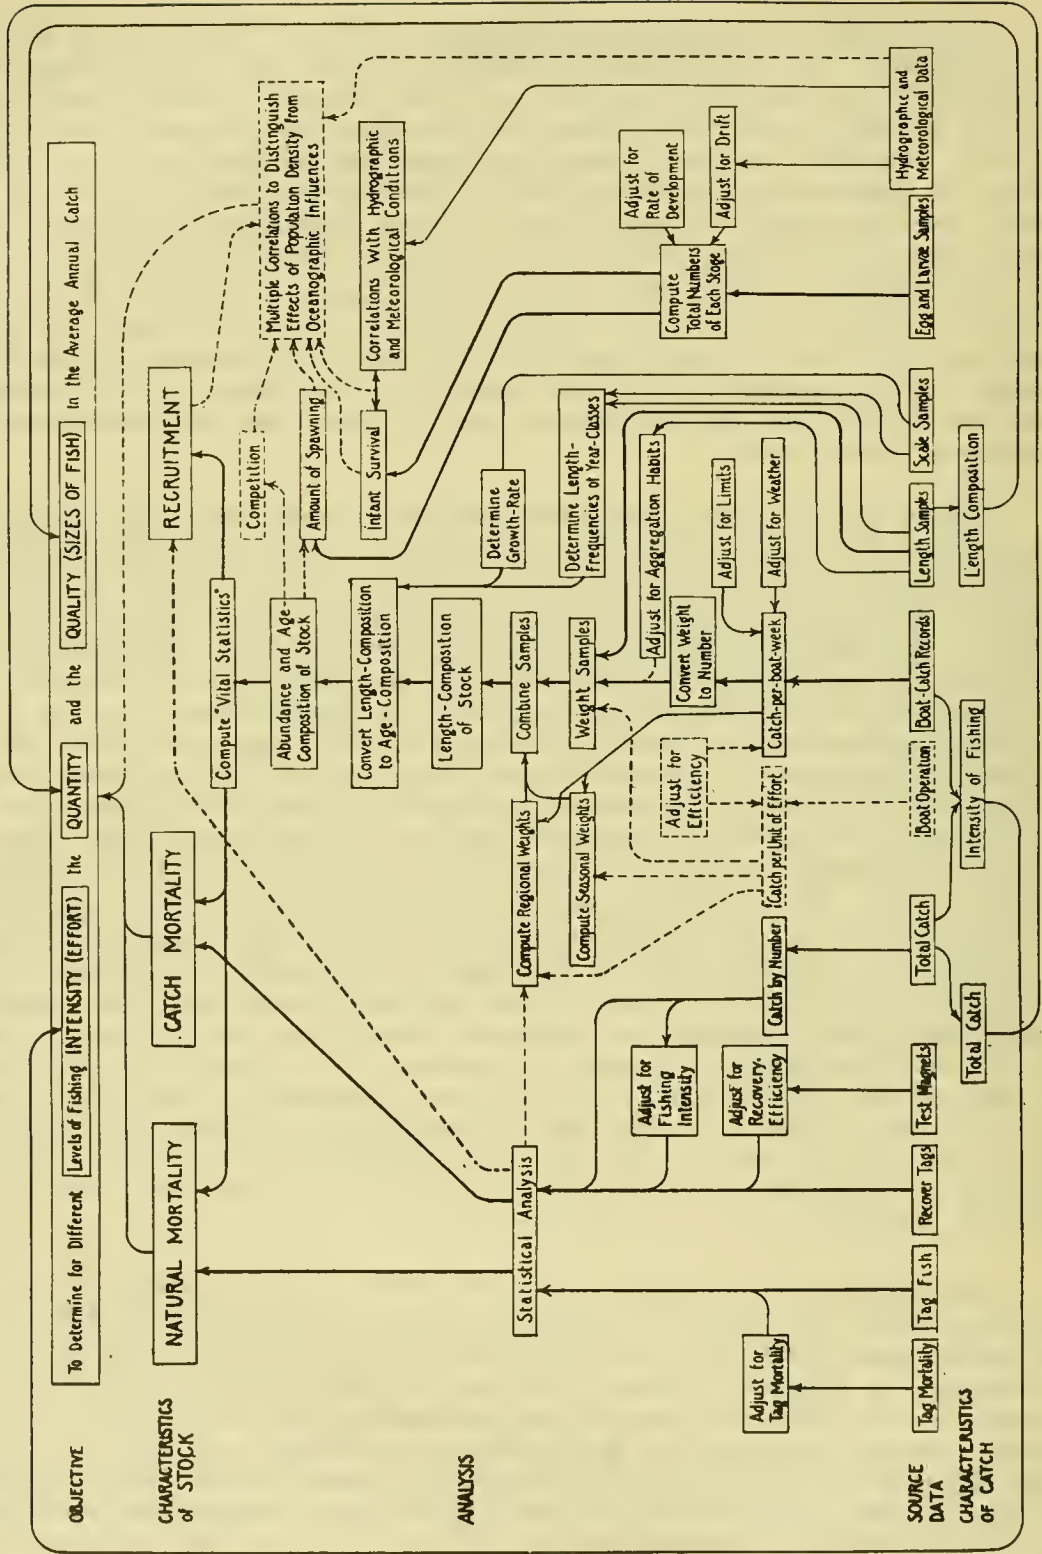 OBJECTIVE
To Determine for Different Levels of Fishing INTENSITY (EFFORT) the QUANTITY and the QUALITY (SIZES OF FISH) In the Average Annual Catch
CHARACTERISTICS
of STOCK
NATURAL MORTALITY
CATCH MORTALITY
RECRUITMENT
Compute "Vital Statistics"
Competition
Multiple Correlations to Distinguish
Effects of Population Density from
Oceanographic Influences
Abundance and Age
Composition of Stock
Amount of Spawning
Infant Survival
Correlations With Hydrographic
and Meteorological Conditions
Convert Length-Composition
to Age-Composition
Length-Composition
of Stock
Determine
Growth-Rate
ANALYSIS
Statistical Analysis
Compute Regional Weights
Combine Samples
Determine Length-
Frequencies of Year-Classes
Compute Seasonal Weights
Weight Samples
Adjust for Aggregation Habits
Adjust for
Fishing
Intensity
Adjust for
Efficiency
Convert Weight
to Number
Adjust for Limits
Compute
Total Numbers
of Each Stage
Adjust for
Rate of
Development
Adjust for Drift
Adjust for
Tag Mortality
Adjust for
Recovery-
Efficiency
Catch by Number
Catch per Unit of Effort
Catch-per-boat-week
Adjust for Weather
SOURCE
DATA
Tag Mortality
Tag Fish
Recover Tags
Test Magnets
Total Catch
Boat Operation
Boat-Catch Records
Length Samples
Scale Samples
Egg and Larvae Samples
Hydrographic and
Meteorological Data
CHARACTERISTICS
OF CATCH
Total Catch
Intensity of Fishing
Length Composition